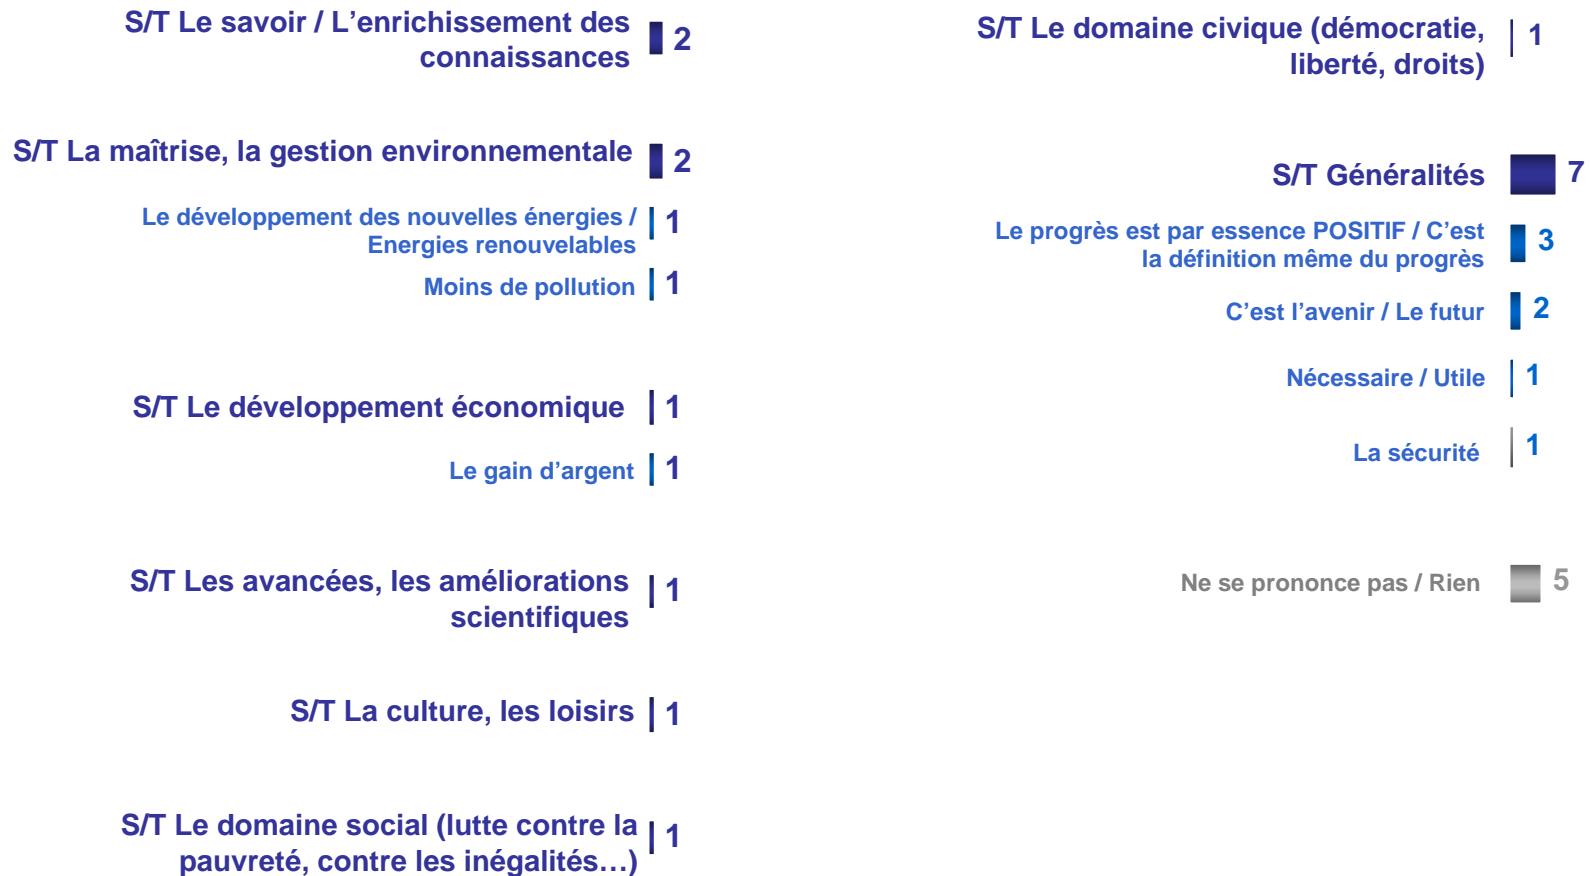 S/T Le savoir / L’enrichissement des
connaissances
2
S/T La maîtrise, la gestion environnementale
2
Le développement des nouvelles énergies /
Energies renouvelables
1
Moins de pollution
1
S/T Le développement économique
1
Le gain d’argent
1
S/T Les avancées, les améliorations
scientifiques
1
S/T La culture, les loisirs
1
S/T Le domaine social (lutte contre la
pauvreté, contre les inégalités…)
1
S/T Le domaine civique (démocratie,
liberté, droits)
1
S/T Généralités
7
Le progrès est par essence POSITIF / C’est
la définition même du progrès
3
C’est l’avenir / Le futur
2
Nécessaire / Utile
1
La sécurité
1
Ne se prononce pas / Rien
5